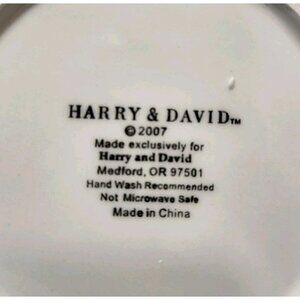 HARRY & DAVID™
©2007
Made exclusively for
Harry and David
Medford, OR 97501
Hand Wash Recommended
Not Microwave Safe
Made in China